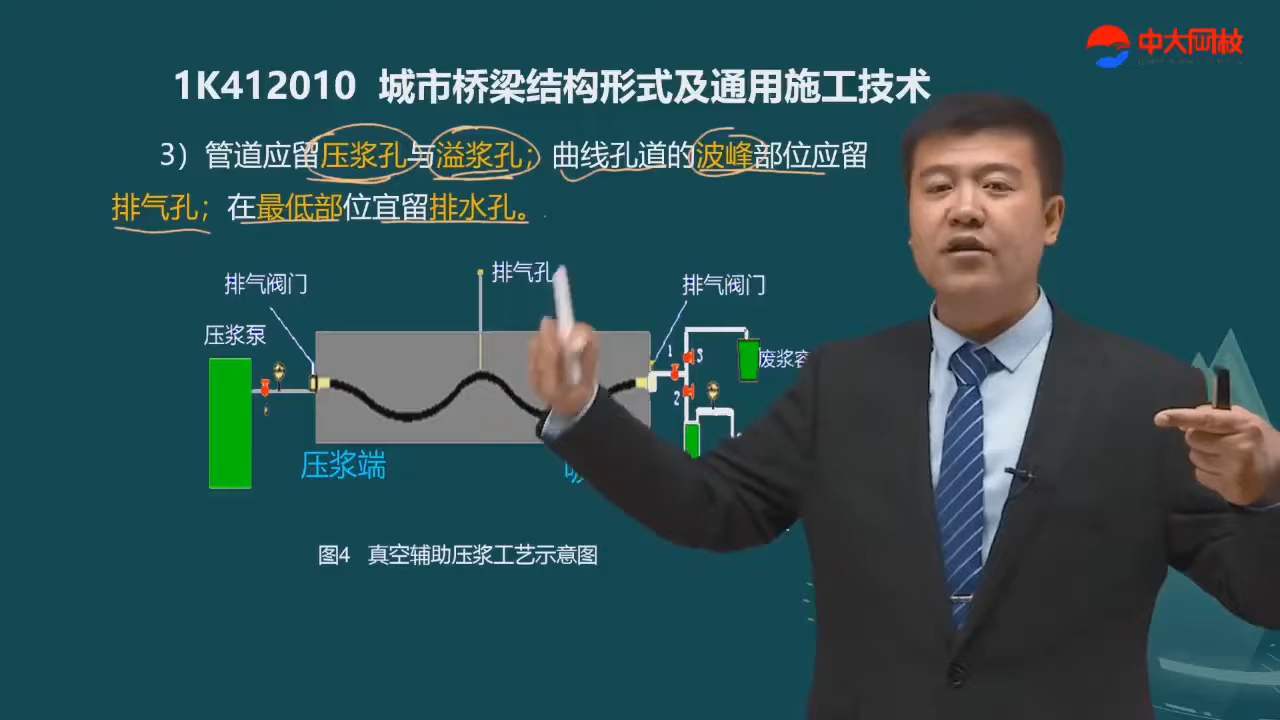 中大网校
1K412010 城市桥梁结构形式及通用施工技术
3）管道应留压浆孔与溢浆孔；曲线孔道的波峰部位应留
排气孔；在最低部位宜留排水孔。
排气阀门
排气孔
排气阀门
压浆泵
1
3
废浆容
2
压浆端
图4 真空辅助压浆工艺示意图